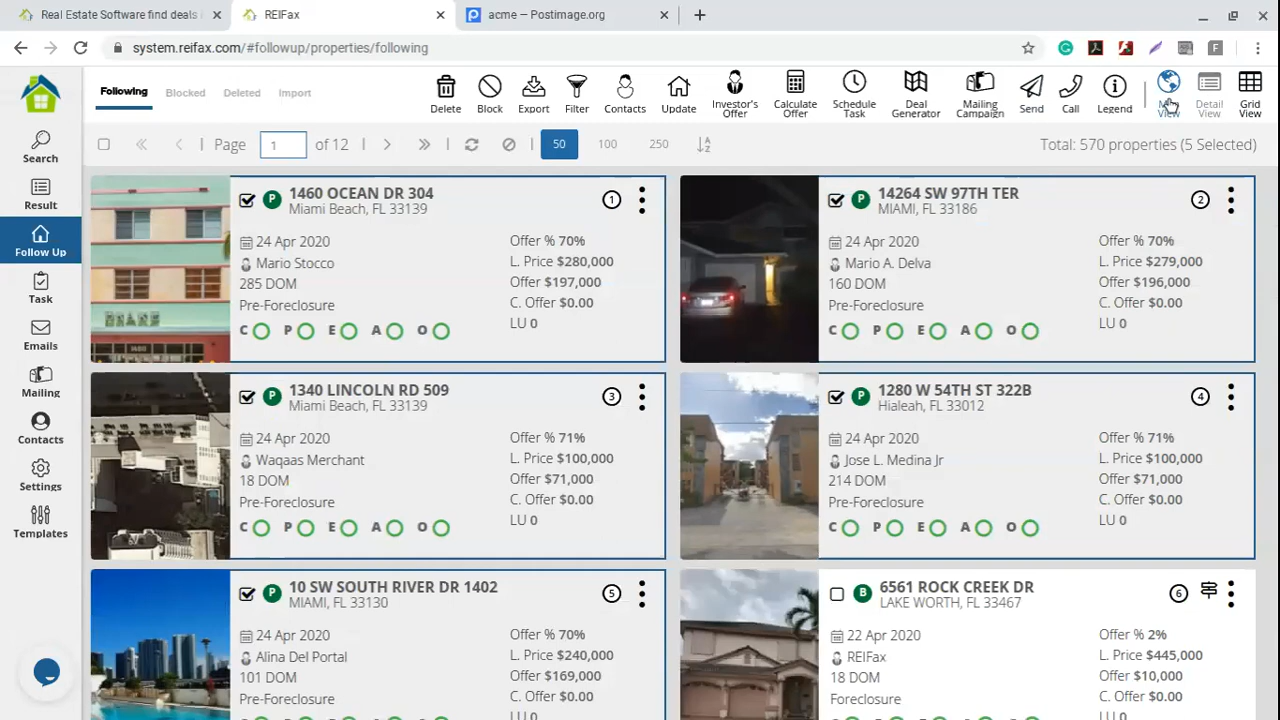 Real Estate Software find deals
REIFax
acme — Postimage.org
system.reifax.com/#followup/properties/following
Following
Blocked
Deleted
Import
Delete
Block
Export
Filter
Contacts
Update
Investor's Offer
Calculate Offer
Schedule Task
Deal Generator
Mailing Campaign
Send
Call
Legend
View
Detail View
Grid View
Page 1 of 12
50
100
250
Total: 570 properties (5 Selected)
Search
Result
Follow Up
Task
Emails
Mailing
Contacts
Settings
Templates
P 1460 OCEAN DR 304 1
Miami Beach, FL 33139
24 Apr 2020
Mario Stocco
285 DOM
Pre-Foreclosure
C P E A O
Offer % 70%
L. Price $280,000
Offer $197,000
C. Offer $0.00
LU 0
P 14264 SW 97TH TER 2
MIAMI, FL 33186
24 Apr 2020
Mario A. Delva
160 DOM
Pre-Foreclosure
C P E A O
Offer % 70%
L. Price $279,000
Offer $196,000
C. Offer $0.00
LU 0
P 1340 LINCOLN RD 509 3
Miami Beach, FL 33139
24 Apr 2020
Waqaas Merchant
18 DOM
Pre-Foreclosure
C P E A O
Offer % 71%
L. Price $100,000
Offer $71,000
C. Offer $0.00
LU 0
P 1280 W 54TH ST 322B 4
Hialeah, FL 33012
24 Apr 2020
Jose L. Medina Jr
214 DOM
Pre-Foreclosure
C P E A O
Offer % 71%
L. Price $100,000
Offer $71,000
C. Offer $0.00
LU 0
P 10 SW SOUTH RIVER DR 1402 5
MIAMI, FL 33130
24 Apr 2020
Alina Del Portal
101 DOM
Pre-Foreclosure
Offer % 70%
L. Price $240,000
Offer $169,000
C. Offer $0.00
LU 0
B 6561 ROCK CREEK DR 6
LAKE WORTH, FL 33467
22 Apr 2020
REIFax
18 DOM
Foreclosure
Offer % 2%
L. Price $445,000
Offer $10,000
C. Offer $0.00
LU 0